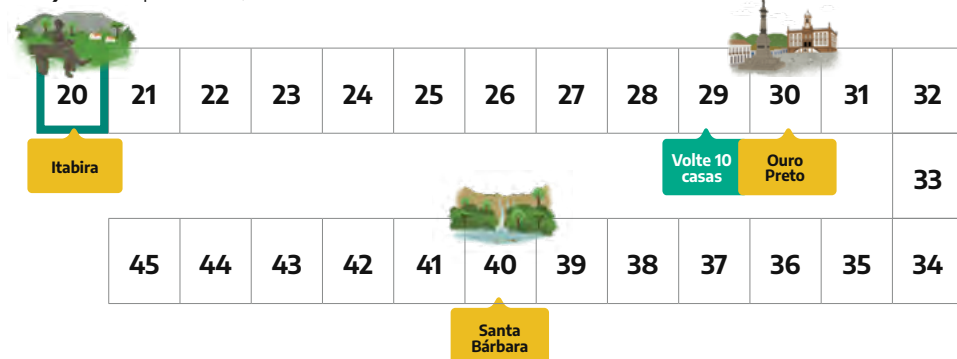 20 21 22 23 24 25 26 27 28 29 30 31 32
Itabira
Volte 10
casas
Ouro
Preto
33
45 44 43 42 41 40 39 38 37 36 35 34
Santa
Bárbara